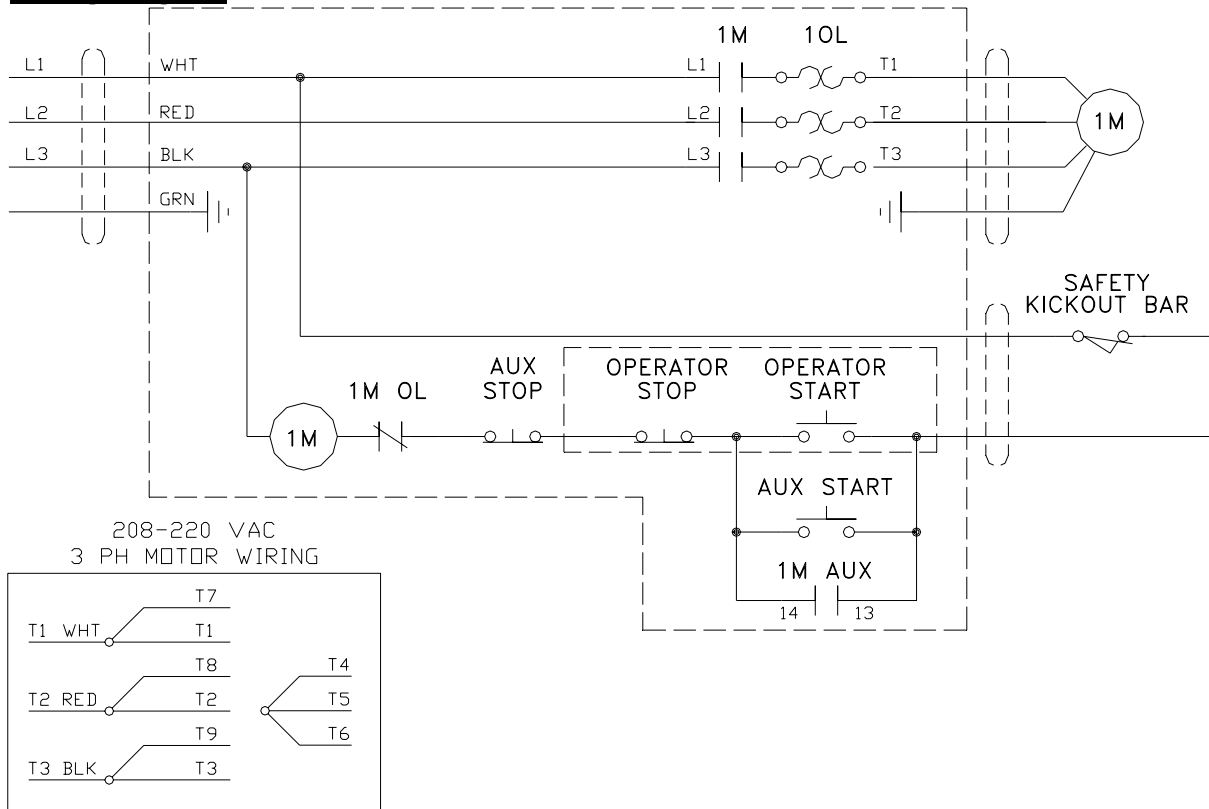 1M 1OL
L1 WHT L1 T1
L2 RED L2 T2
1M
L3 BLK L3 T3
GRN
SAFETY
KICKOUT BAR
1M OL
AUX
STOP
OPERATOR
STOP
OPERATOR
START
1M
AUX START
1M AUX
14 13
208-220 VAC
3 PH MOTOR WIRING
T7
T1 WHT T1
T8 T4
T2 RED T2 T5
T9 T6
T3 BLK T3